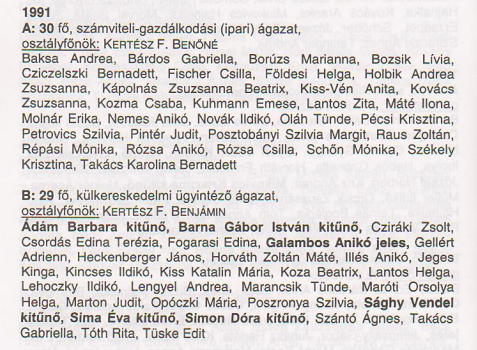 1991
A: 30 fő, számviteli-gazdálkodási (ipari) ágazat,
osztályfőnök: KERTÉSZ F. BENŐNÉ
Baksa Andrea, Bárdos Gabriella, Borúzs Marianna, Bozsik Lívia,
Cziczelszki Bernadett, Fischer Csilla, Földesi Helga, Holbik Andrea
Zsuzsanna, Kápolnás Zsuzsanna Beatrix, Kiss-Vén Anita, Kovács
Zsuzsanna, Kozma Csaba, Kuhmann Emese, Lantos Zita, Máté Ilona,
Molnár Erika, Nemes Anikó, Novák Ildikó, Oláh Tünde, Pécsi Krisztina,
Petrovics Szilvia, Pintér Judit, Posztobányi Szilvia Margit, Raus Zoltán,
Répási Mónika, Rózsa Anikó, Rózsa Csilla, Schőn Mónika, Székely
Krisztina, Takács Karolina Bernadett
B: 29 fő, külkereskedelmi ügyintéző ágazat,
osztályfőnök: KERTÉSZ F. BENJÁMIN
Ádám Barbara kitűnő, Barna Gábor István kitűnő, Cziráki Zsolt,
Csordás Edina Terézia, Fogarasi Edina, Galambos Anikó jeles, Gellért
Adrienn, Heckenberger János, Horváth Zoltán Máté, Illés Anikó, Jeges
Kinga, Kincses Ildikó, Kiss Katalin Mária, Koza Beatrix, Lantos Helga,
Lehoczky Ildikó, Lengyel Andrea, Marancsik Tünde, Maróti Orsolya
Helga, Marton Judit, Opóczki Mária, Poszronya Szilvia, Sághy Vendel
kitűnő, Sima Éva kitűnő, Simon Dóra kitűnő, Szántó Ágnes, Takács
Gabriella, Tóth Rita, Tüske Edit